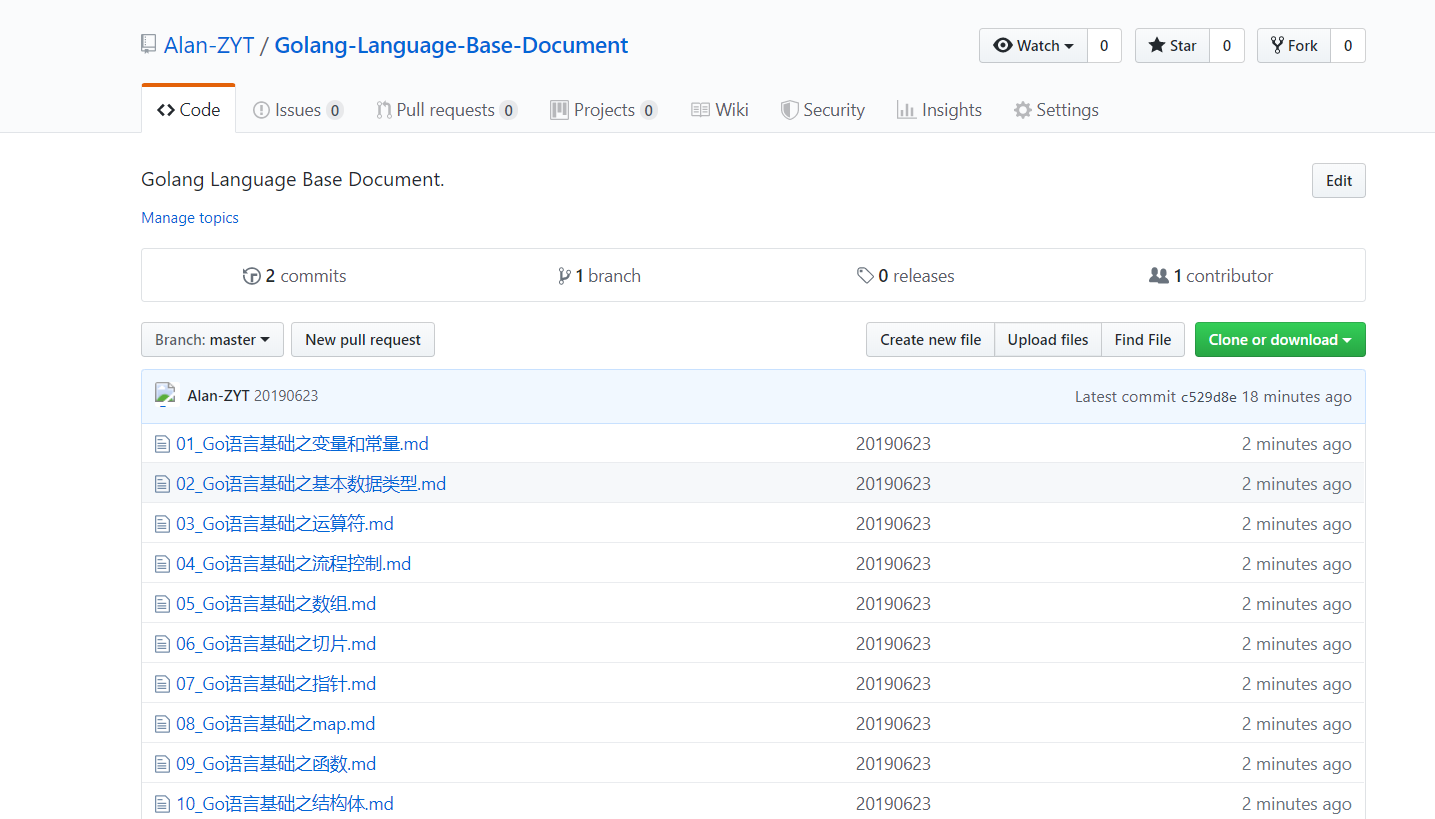 Alan-ZYT / Golang-Language-Base-Document
Watch 0 Star 0 Fork 0
Code Issues 0 Pull requests 0 Projects 0 Wiki Security Insights Settings
Golang Language Base Document.
Edit
Manage topics
2 commits 1 branch 0 releases 1 contributor
Branch: master New pull request Create new file Upload files Find File Clone or download
Alan-ZYT 20190623 Latest commit c529d8e 18 minutes ago
01_Go语言基础之变量和常量.md 20190623 2 minutes ago
02_Go语言基础之基本数据类型.md 20190623 2 minutes ago
03_Go语言基础之运算符.md 20190623 2 minutes ago
04_Go语言基础之流程控制.md 20190623 2 minutes ago
05_Go语言基础之数组.md 20190623 2 minutes ago
06_Go语言基础之切片.md 20190623 2 minutes ago
07_Go语言基础之指针.md 20190623 2 minutes ago
08_Go语言基础之map.md 20190623 2 minutes ago
09_Go语言基础之函数.md 20190623 2 minutes ago
10_Go语言基础之结构体.md 20190623 2 minutes ago